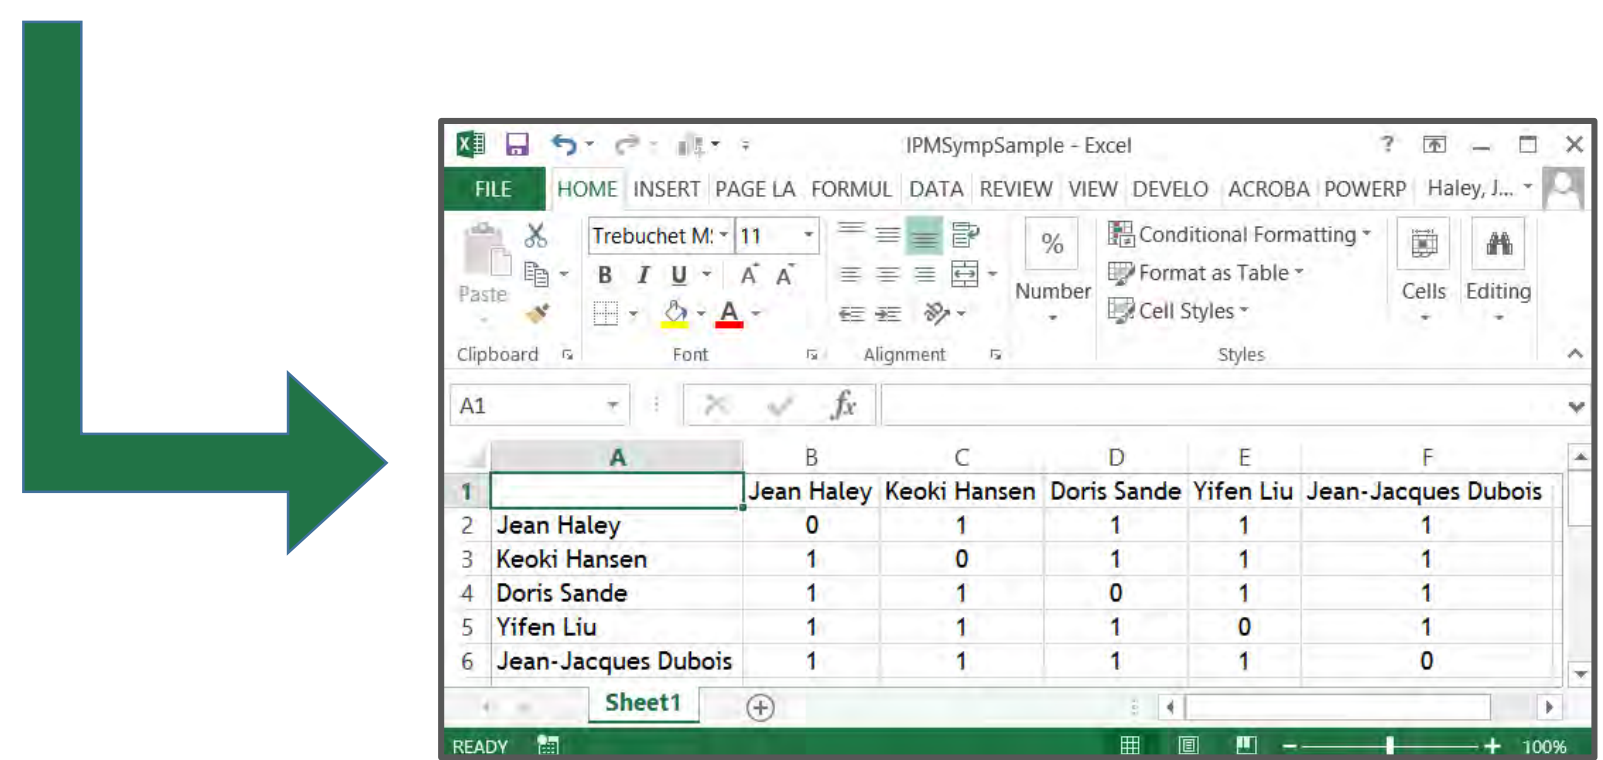 IPMSympSample - Excel ?
FILE HOME INSERT PAGE LA FORMUL DATA REVIEW VIEW DEVELO ACROBA POWERP Haley, J...
Trebuchet M: 11 % Conditional Formatting
B I U A A Format as Table
Paste Number Cells Editing
A Cell Styles
Clipboard Font Alignment Styles
A1 fx
A B C D E F
1 Jean Haley Keoki Hansen Doris Sande Yifen Liu Jean-Jacques Dubois
2 Jean Haley 0 1 1 1 1
3 Keoki Hansen 1 0 1 1 1
4 Doris Sande 1 1 0 1 1
5 Yifen Liu 1 1 1 0 1
6 Jean-Jacques Dubois 1 1 1 1 0
Sheet1
READY 100%